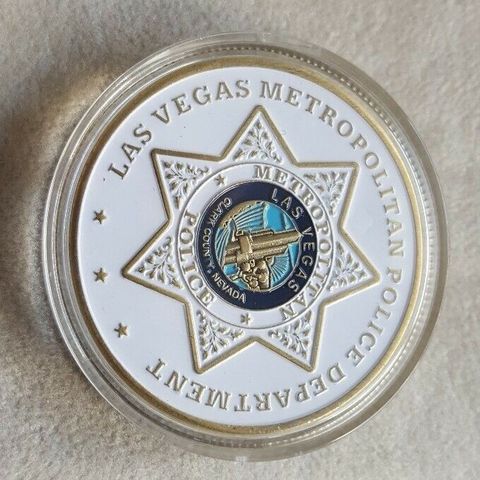 LAS VEGAS METROPOLITAN POLICE DEPARTMENT
METROPOLITAN
POLICE
LAS VEGAS
CLARK COUNTY, NEVADA